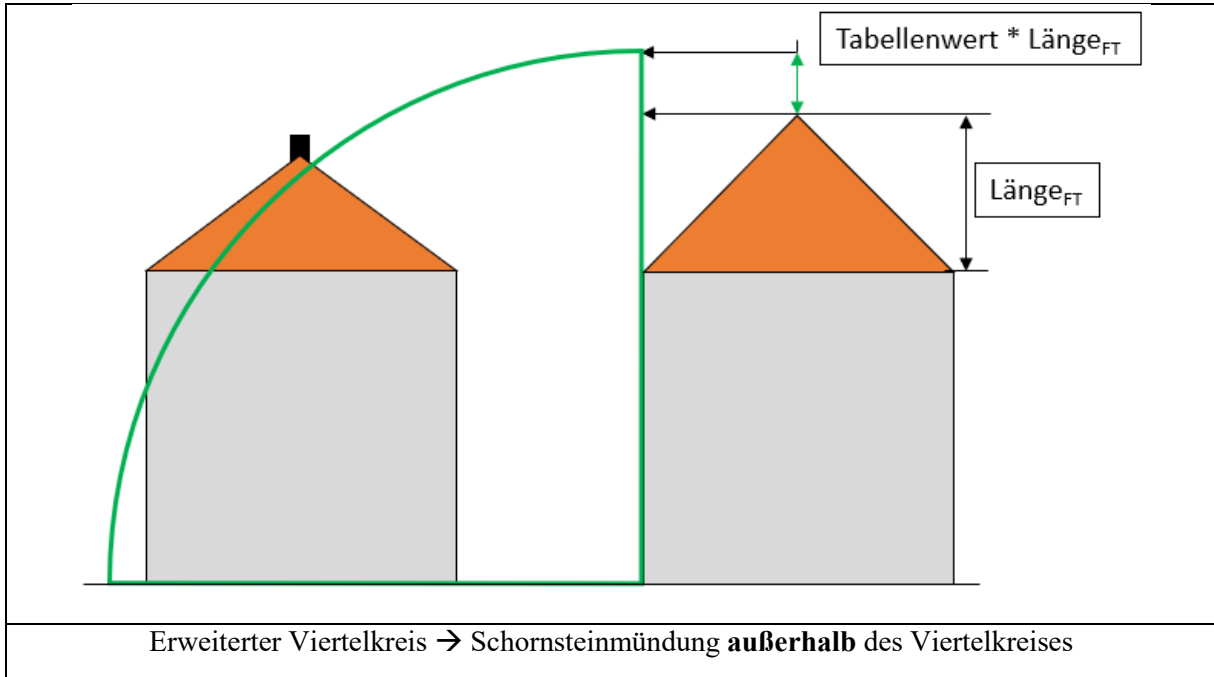 Tabellenwert * Länge_FT
Länge_FT
Erweiterter Viertelkreis → Schornsteinmündung außerhalb des Viertelkreises